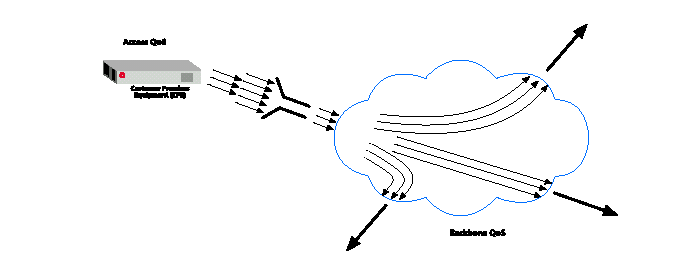 Access QoS
Customer Premises
Equipment (CPE)
Backbone QoS